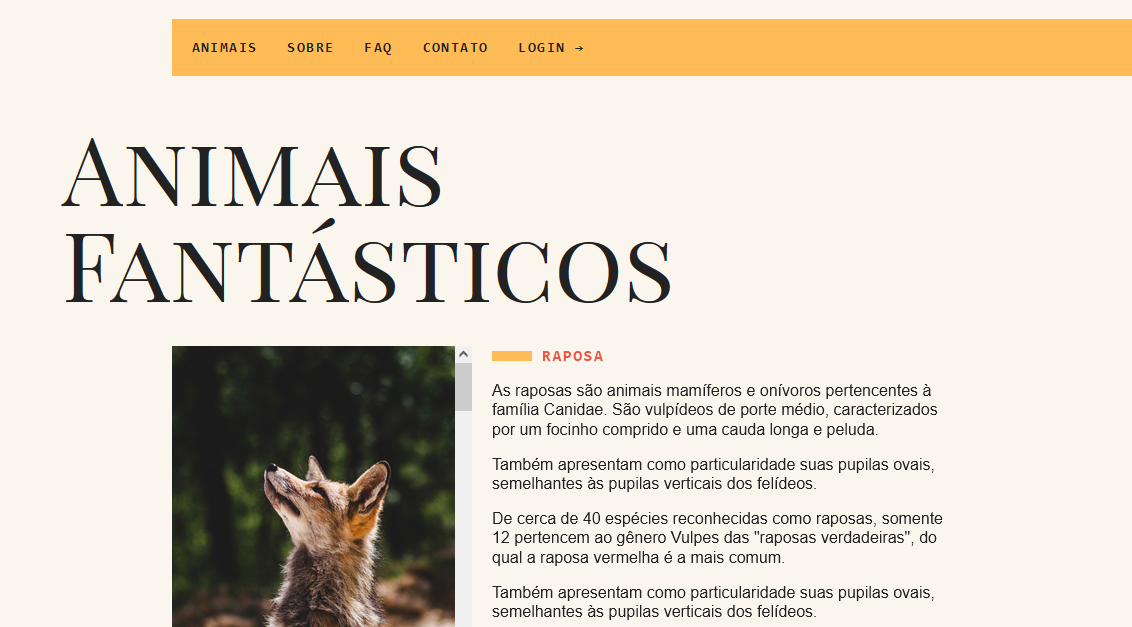 ANIMAIS SOBRE FAQ CONTATO LOGIN →
ANIMAIS
FANTÁSTICOS
RAPOSA
As raposas são animais mamíferos e onívoros pertencentes à
família Canidae. São vulpídeos de porte médio, caracterizados
por um focinho comprido e uma cauda longa e peluda.
Também apresentam como particularidade suas pupilas ovais,
semelhantes às pupilas verticais dos felídeos.
De cerca de 40 espécies reconhecidas como raposas, somente
12 pertencem ao gênero Vulpes das "raposas verdadeiras", do
qual a raposa vermelha é a mais comum.
Também apresentam como particularidade suas pupilas ovais,
semelhantes às pupilas verticais dos felídeos.